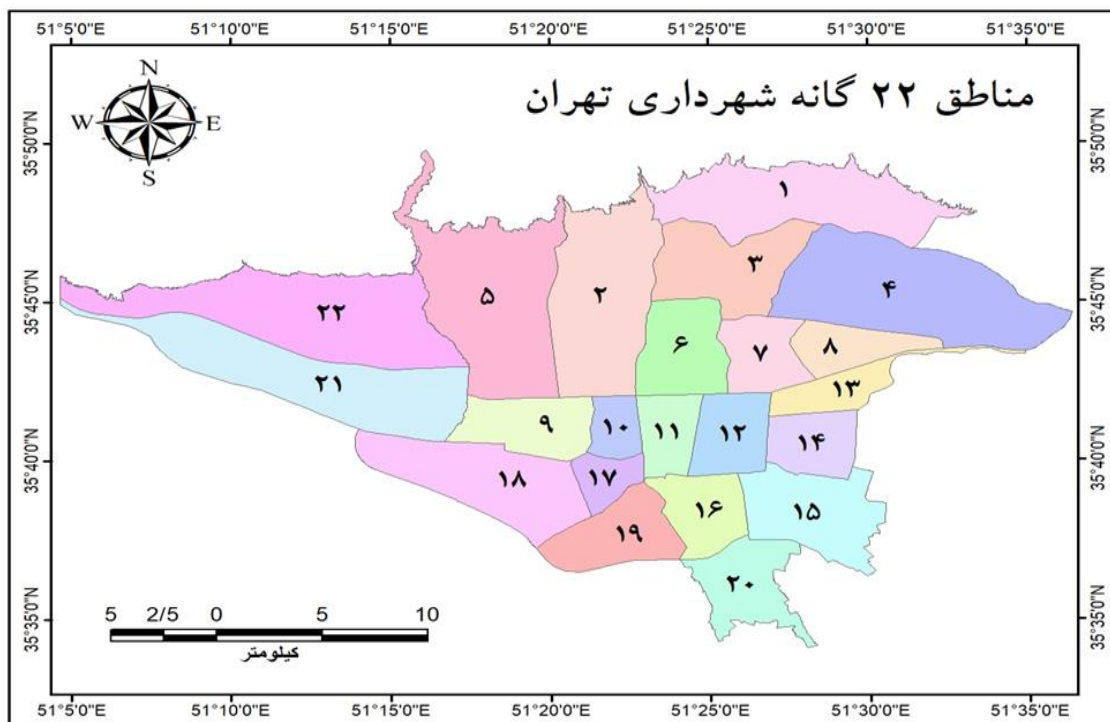 51°5'0"E 51°10'0"E 51°15'0"E 51°20'0"E 51°25'0"E 51°30'0"E 51°35'0"E
مناطق ۲۲ گانه شهرداری تهران
N
W E
S
35°50'0"N 35°50'0"N
۱
۳
۴
۵ ۲
۲۲
35°45'0"N 35°45'0"N
۶ ۷ ۸
۲۱
۱۳
۹ ۱۰ ۱۱ ۱۲ ۱۴
35°40'0"N 35°40'0"N
۱۸ ۱۷
۱۶ ۱۵
۱۹
۲۰
35°35'0"N 35°35'0"N
5 2/5 0 5 10
کیلومتر
51°5'0"E 51°10'0"E 51°15'0"E 51°20'0"E 51°25'0"E 51°30'0"E 51°35'0"E